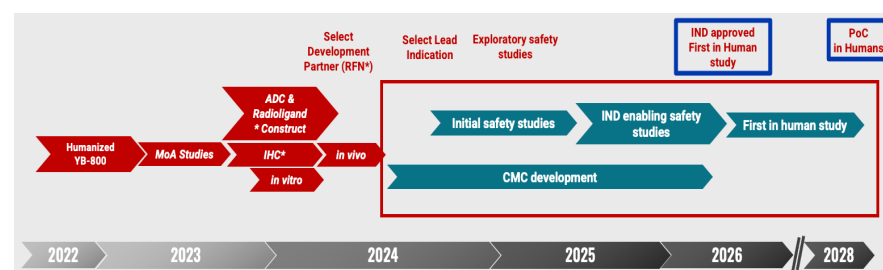 Select
Development
Partner (RFN*)
Select Lead
Indication
Exploratory safety
studies
IND approved
First in Human
study
PoC
in Humans
ADC &
Radioligand
* Construct
Initial safety studies
IND enabling safety
studies
First in human study
Humanized
YB-800
MoA Studies
IHC*
in vivo
in vitro
CMC development
2022
2023
2024
2025
2026
2028